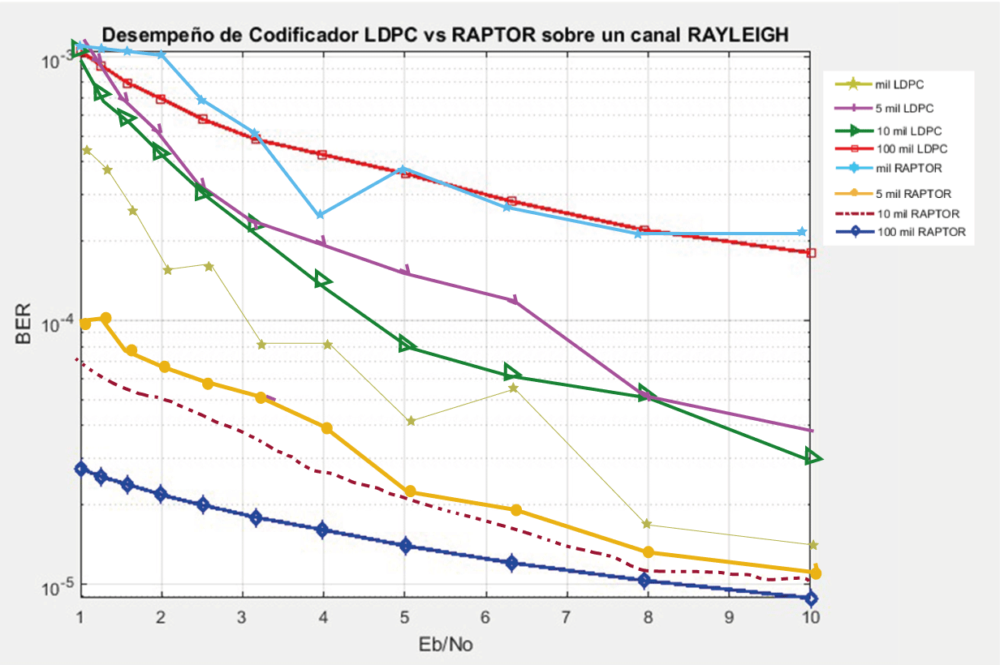 Desempeño de Codificador LDPC vs RAPTOR sobre un canal RAYLEIGH
10-3
10-4
10-5
BER
1 2 3 4 5 6 7 8 9 10
Eb/No
mil LDPC
5 mil LDPC
10 mil LDPC
100 mil LDPC
mil RAPTOR
5 mil RAPTOR
10 mil RAPTOR
100 mil RAPTOR